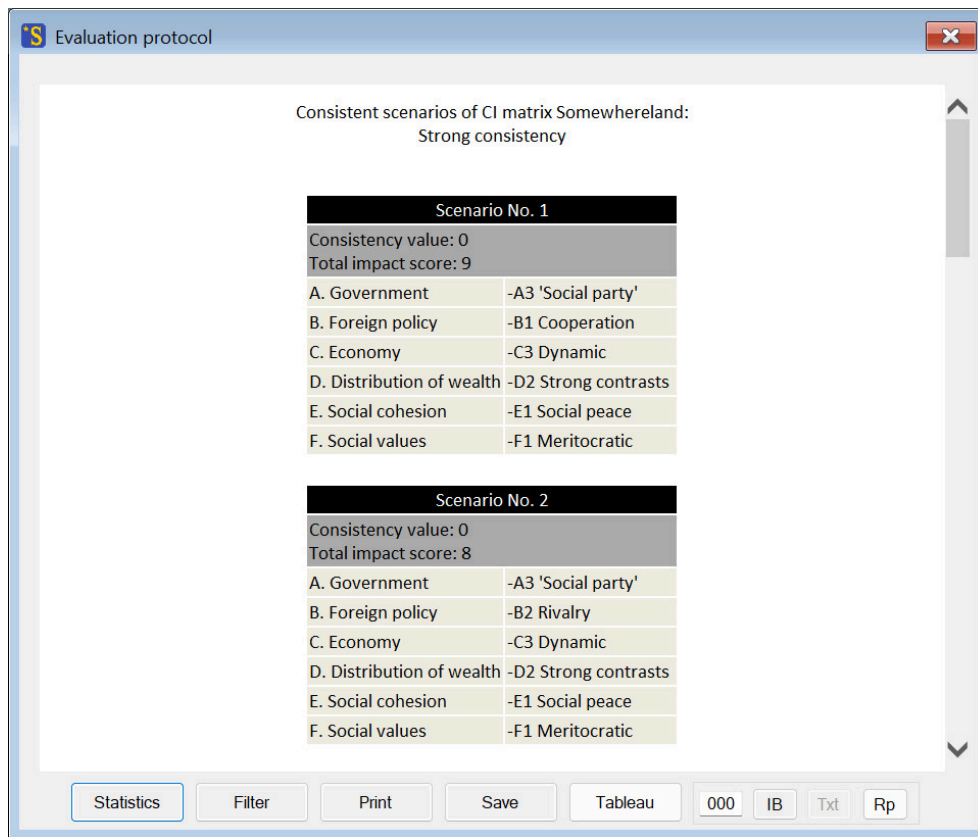 S
Evaluation protocol
Consistent scenarios of CI matrix Somewhereland:
Strong consistency
Scenario No. 1
Consistency value: 0
Total impact score: 9
A. Government -A3 'Social party'
B. Foreign policy -B1 Cooperation
C. Economy -C3 Dynamic
D. Distribution of wealth -D2 Strong contrasts
E. Social cohesion -E1 Social peace
F. Social values -F1 Meritocratic
Scenario No. 2
Consistency value: 0
Total impact score: 8
A. Government -A3 'Social party'
B. Foreign policy -B2 Rivalry
C. Economy -C3 Dynamic
D. Distribution of wealth -D2 Strong contrasts
E. Social cohesion -E1 Social peace
F. Social values -F1 Meritocratic
Statistics Filter Print Save Tableau 000 IB Txt Rp